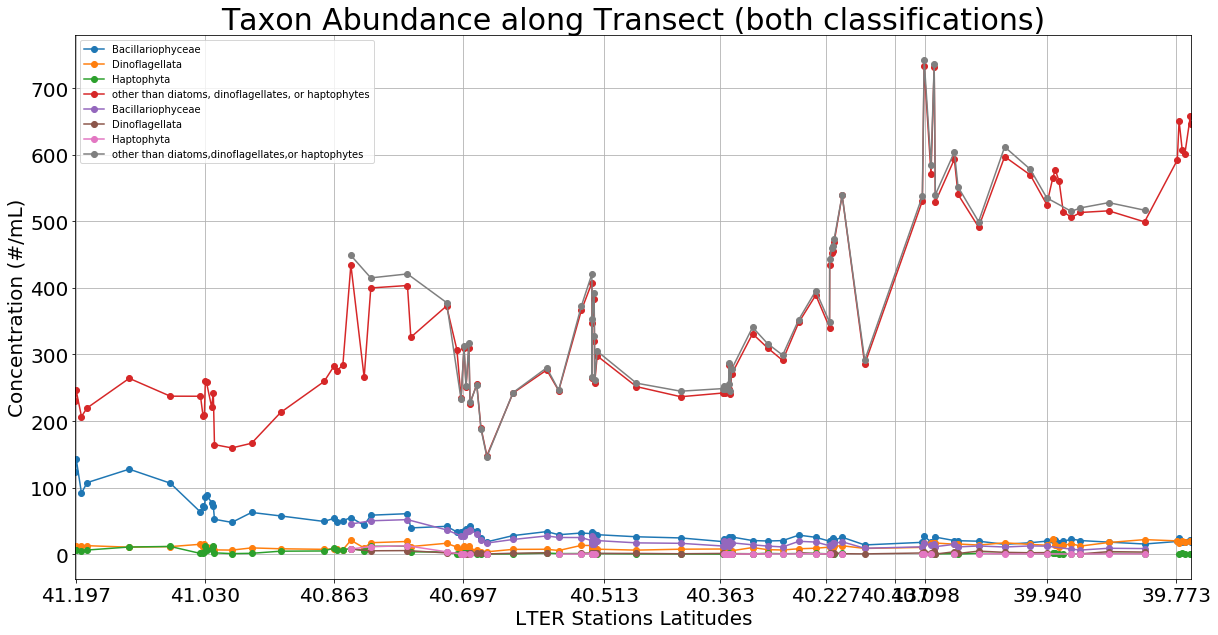 Taxon Abundance along Transect (both classifications)
Bacillariophyceae
Dinoflagellata
Haptophyta
other than diatoms, dinoflagellates, or haptophytes
Bacillariophyceae
Dinoflagellata
Haptophyta
other than diatoms,dinoflagellates,or haptophytes
Concentration (#/mL)
700
600
500
400
300
200
100
0
41.197 41.030 40.863 40.697 40.513 40.363 40.227 40.098 39.940 39.773
LTER Stations Latitudes